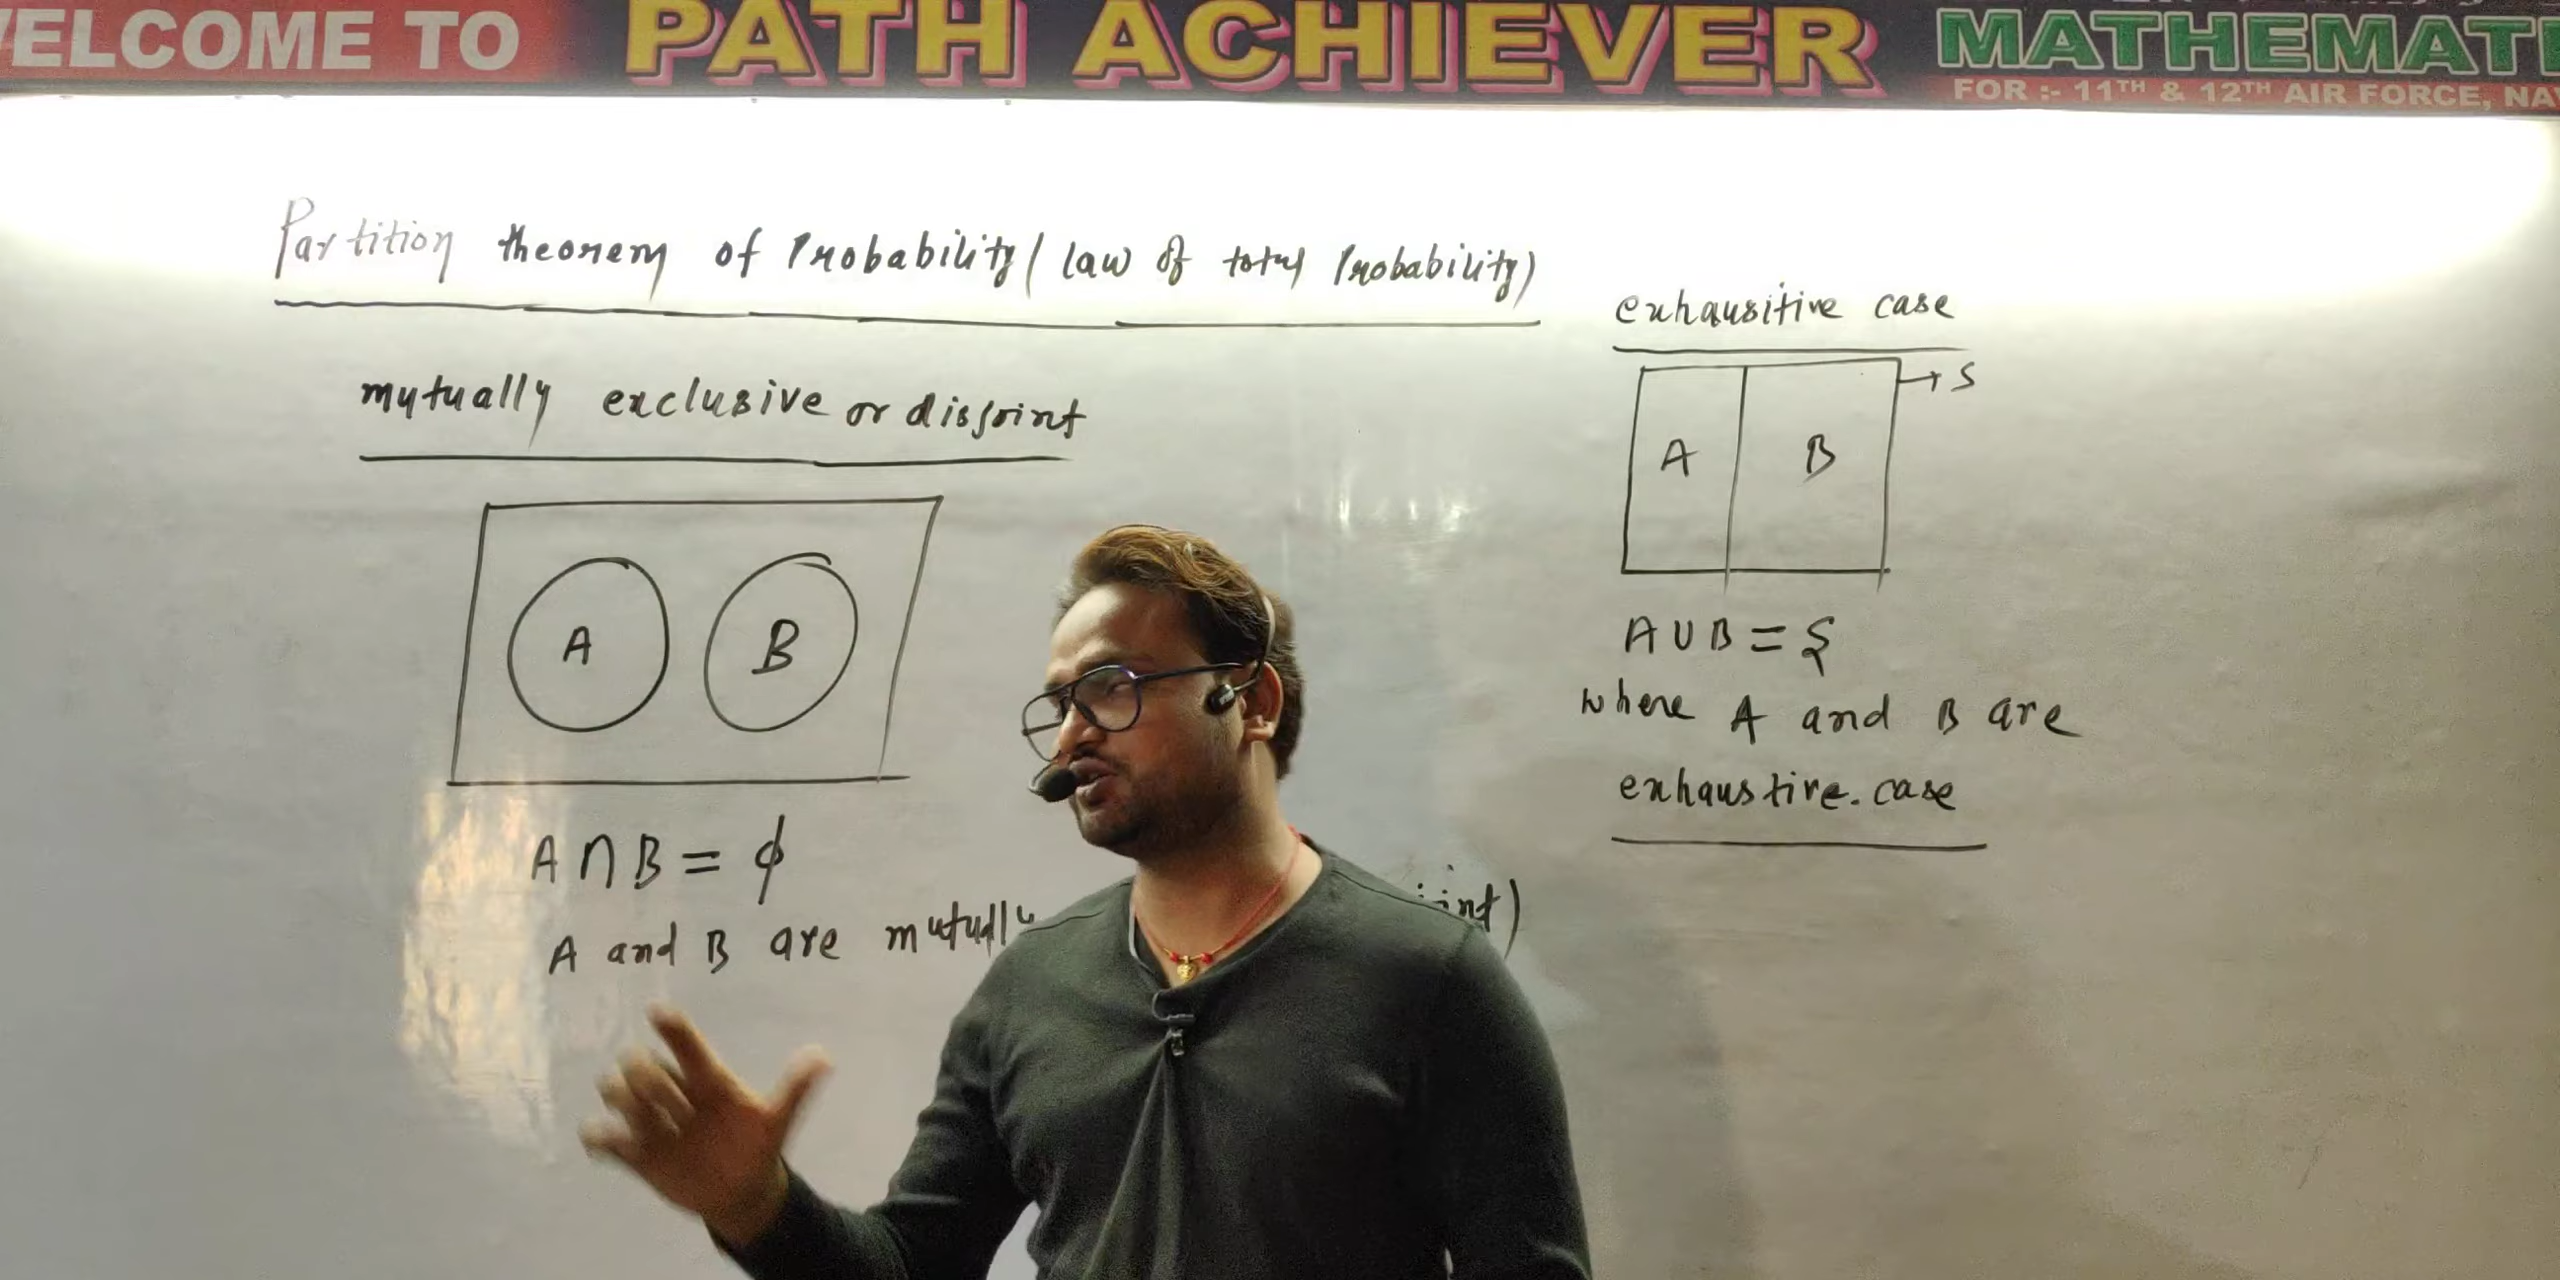 WELCOME TO PATH ACHIEVER MATHEMATI
FOR :- 11TH & 12TH AIR FORCE, NAV
Partition theorem of Probability ( law of total Probability)
mutually exclusive or disjoint
A B
A ∩ B = ϕ
A and B are mutually
exhausitive case
S
A B
A U B = S
where A and B are
exhaustive. case